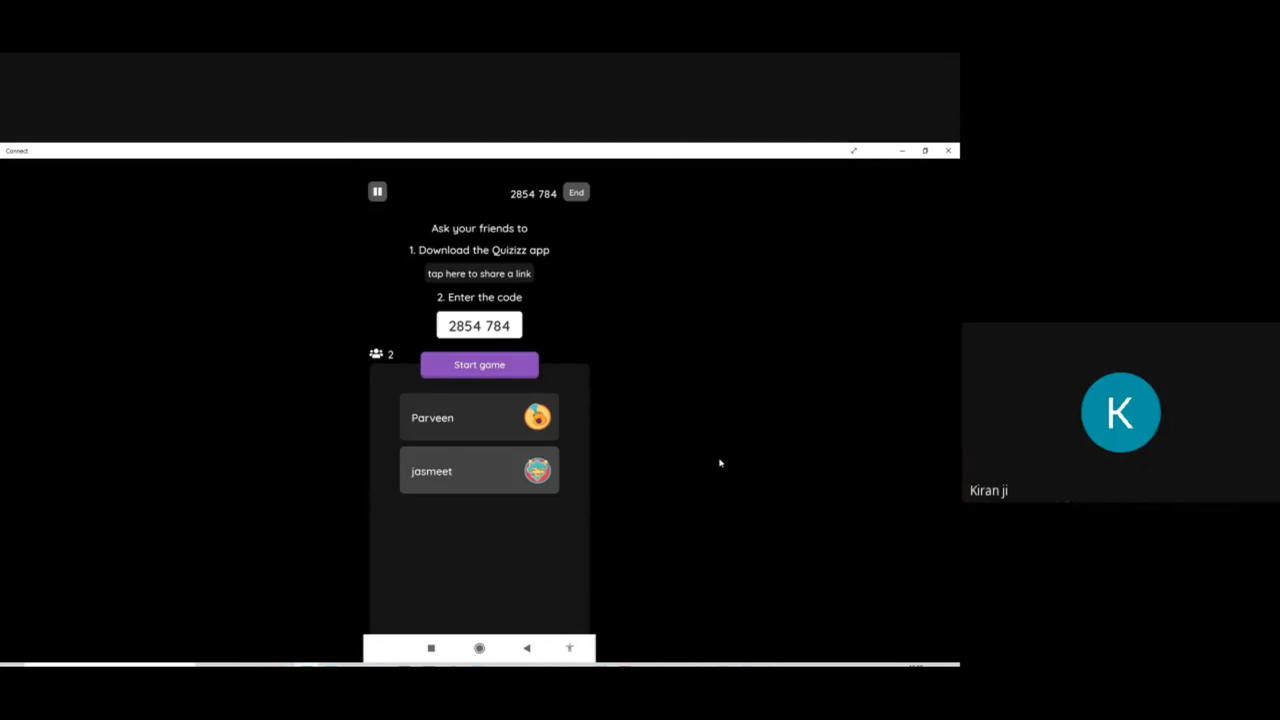 Connect
2854 784 End
Ask your friends to
1. Download the Quizizz app
tap here to share a link
2. Enter the code
2854 784
2
Start game
Parveen
jasmeet
K
Kiran ji